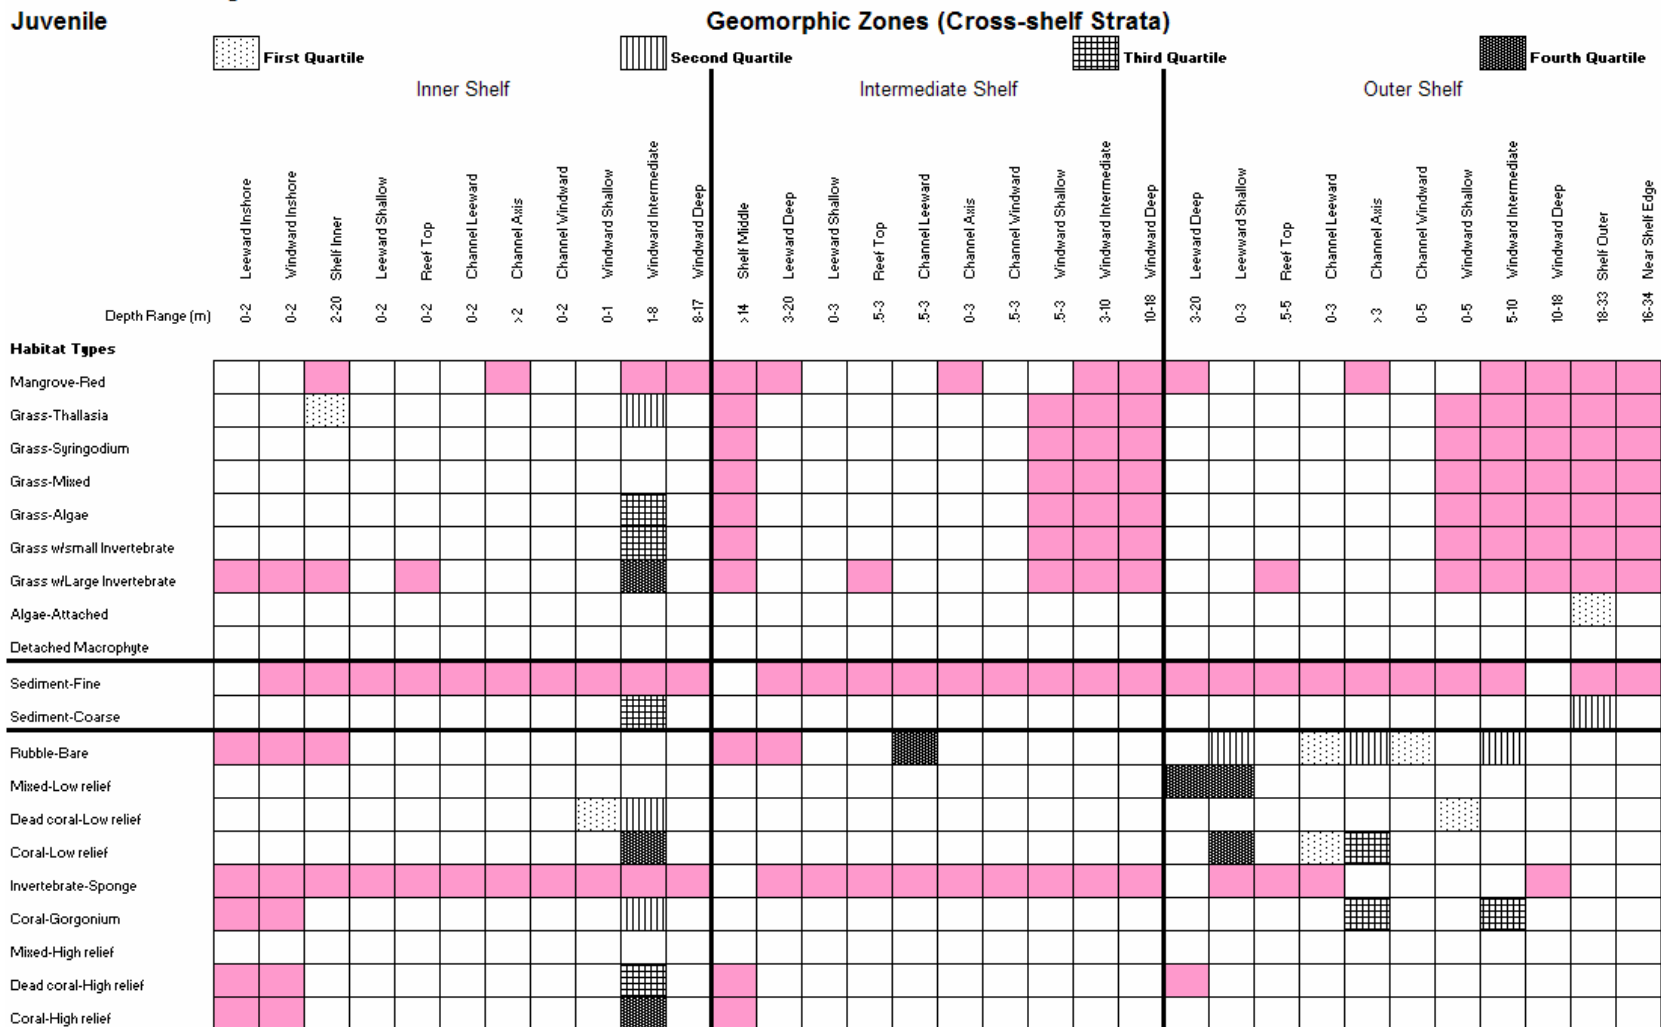 Juvenile
Geomorphic Zones (Cross-shelf Strata)
First Quartile
Second Quartile
Third Quartile
Fourth Quartile
Inner Shelf
Intermediate Shelf
Outer Shelf
Leeward Inshore
Windward Inshore
Shelf Inner
Leeward Shallow
Reef Top
Channel Leeward
Channel Axis
Channel Windward
Windward Shallow
Windward Intermediate
Windward Deep
Shelf Middle
Leeward Deep
Leeward Shallow
Reef Top
Channel Leeward
Channel Axis
Channel Windward
Windward Shallow
Windward Intermediate
Windward Deep
Leeward Deep
Leewward Shallow
Reef Top
Channel Leeward
Channel Axis
Channel Windward
Windward Shallow
Windward Intermediate
Windward Deep
Shelf Outer
Near Shelf Edge
Depth Range (m) 0-2 0-2 2-20 0-2 0-2 0-2 >2 0-2 0-1 1-8 8-17 >14 3-20 0-3 .5-3 .5-3 0-3 .5-3 .5-3 3-10 10-18 3-20 0-3 .5-5 0-3 >3 0-5 0-5 5-10 10-18 18-33 16-34
Habitat Types
Mangrove-Red
Grass-Thallasia
Grass-Syringodium
Grass-Mixed
Grass-Algae
Grass w/small Invertebrate
Grass w/Large Invertebrate
Algae-Attached
Detached Macrophyte
Sediment-Fine
Sediment-Coarse
Rubble-Bare
Mixed-Low relief
Dead coral-Low relief
Coral-Low relief
Invertebrate-Sponge
Coral-Gorgonium
Mixed-High relief
Dead coral-High relief
Coral-High relief